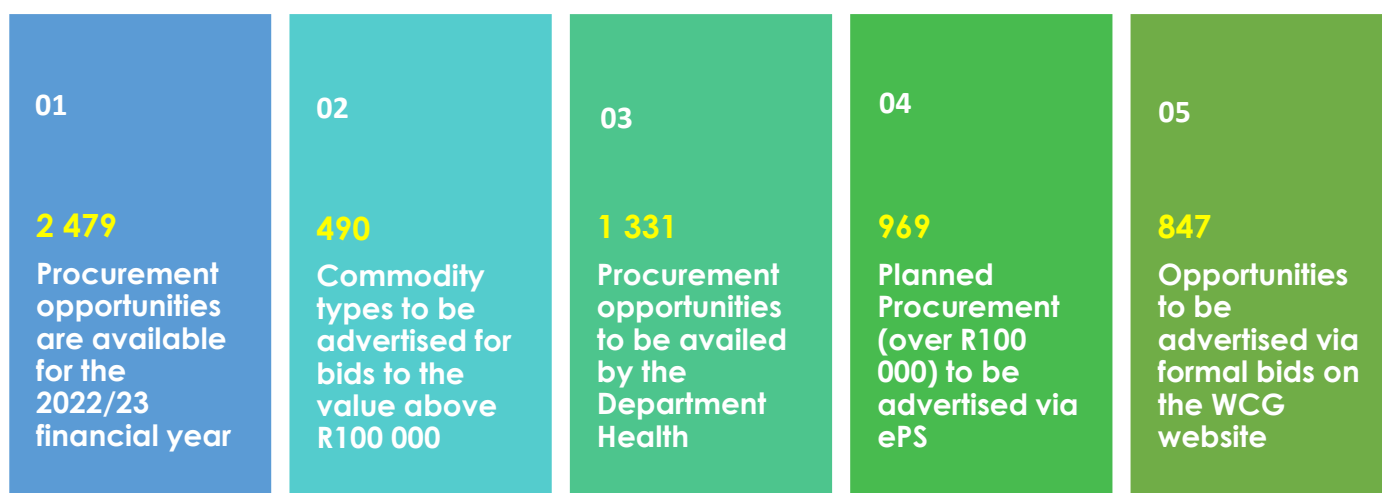 01
2 479
Procurement
opportunities
are available
for the
2022/23
financial year
02
490
Commodity
types to be
advertised for
bids to the
value above
R100 000
03
1 331
Procurement
opportunities
to be availed
by the
Department
Health
04
969
Planned
Procurement
(over R100
000) to be
advertised via
ePS
05
847
Opportunities
to be
advertised via
formal bids on
the WCG
website